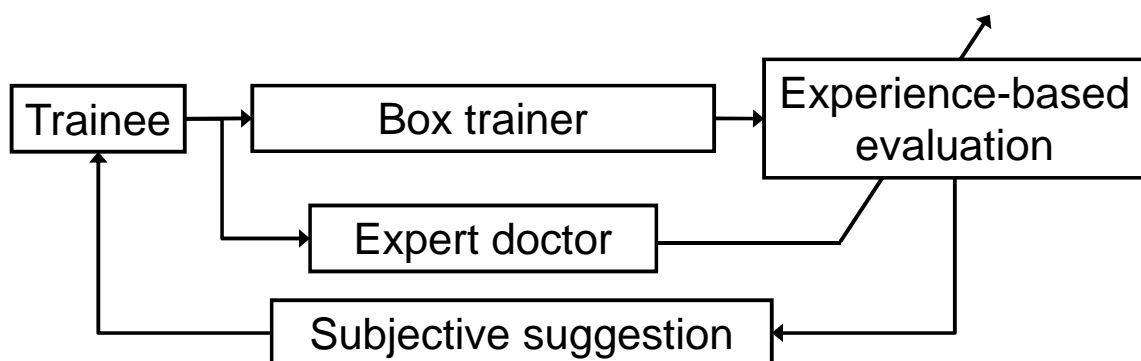 Trainee
Box trainer
Experience-based
evaluation
Expert doctor
Subjective suggestion